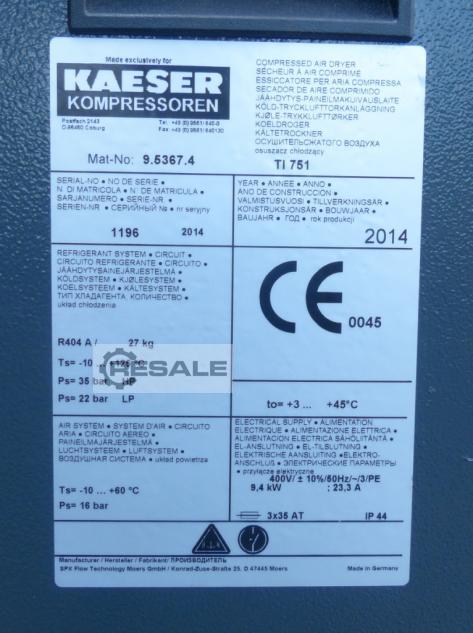 Made exclusively for
KAESER
KOMPRESSOREN
Postfach 2143
D-96450 Coburg
Tel.: +49 (0) 9561/640-0
Fax: +49 (0) 9561/640130
Mat-No: 9.5367.4
COMPRESSED AIR DRYER
SÉCHEUR À AIR COMPRIMÉ
ESSICCATORE PER ARIA COMPRESSA
SECADOR DE AIRE COMPRIMIDO
JÄÄHDYTYS-PAINEILMAKUIVAUSLAITE
KÖLD-TRYCKLUFTTORKANLÄGGNING
KJØLE-TRYKKLUFTTØRKER
KOELDROGER
KÄLTETROCKNER
ОСУШИТЕЛЬСЖАТОГО ВОЗДУХА
osuszacz chłodzący
TI 751
SERIAL-NO • NO DE SERIE •
N. DI MATRICOLA • N° DE MATRICULA •
SARJANUMERO • SERIE-NR •
SERIEN-NR • СЕРИЙНЫЙ № • nr seryjny
1196 2014
YEAR • ANNEE • ANNO •
ANO DE CONSTRUCCION •
VALMISTUSVUOSI • TILLVERKNINGSÅR •
KONSTRUKSJONSÅR • BOUWJAAR •
BAUJAHR • ГОД • rok produkcji
2014
REFRIGERANT SYSTEM • CIRCUIT •
CIRCUITO REFRIGERANTE • CIRCUITO •
JÄÄHDYTYSAINEJÄRJESTELMÄ •
KÖLDSYSTEM • KJØLESYSTEM •
KOELSYSTEEM • KÄLTESYSTEM •
ТИП ХЛАДАГЕНТА, КОЛИЧЕСТВО •
układ chłodzenia
R404 A / 27 kg
Ts= -10 ... +125 °C
Ps= 35 bar HP
Ps= 22 bar LP
RESALE
CE 0045
to= +3 ... +45°C
AIR SYSTEM • SYSTEM D'AIR • CIRCUITO
ARIA • CIRCUITO AEREO •
PAINEILMAJÄRJESTELMÄ •
LUCHTSYSTEEM • LUFTSYSTEM •
ВОЗДУШНАЯ СИСТЕМА • układ powietrza
Ts= -10 ... +60 °C
Ps= 16 bar
ELECTRICAL SUPPLY • ALIMENTATION
ELECTRIQUE • ALIMENTAZIONE ELETTRICA •
ALIMENTACION ELECTRICA SÄHKÖLIITÄNTÄ •
EL-ANSLUTNING • EL-TILSLUTNING •
ELEKTRISCHE AANSLUITING •ELEKTRO-
ANSCHLUß • ЭЛЕКТРИЧЕСКИЕ ПАРАМЕТРЫ
• przyłącze elektryczne
400V/ ± 10%/50Hz/~/3/PE
9,4 kW ; 23,3 A
3x35 AT IP 44
Manufacturer / Hersteller / Fabrikant/ ПРОИЗВОДИТЕЛЬ
SPX Flow Technology Moers GmbH / Konrad-Zuse-Straße 25, D 47445 Moers
Made in Germany